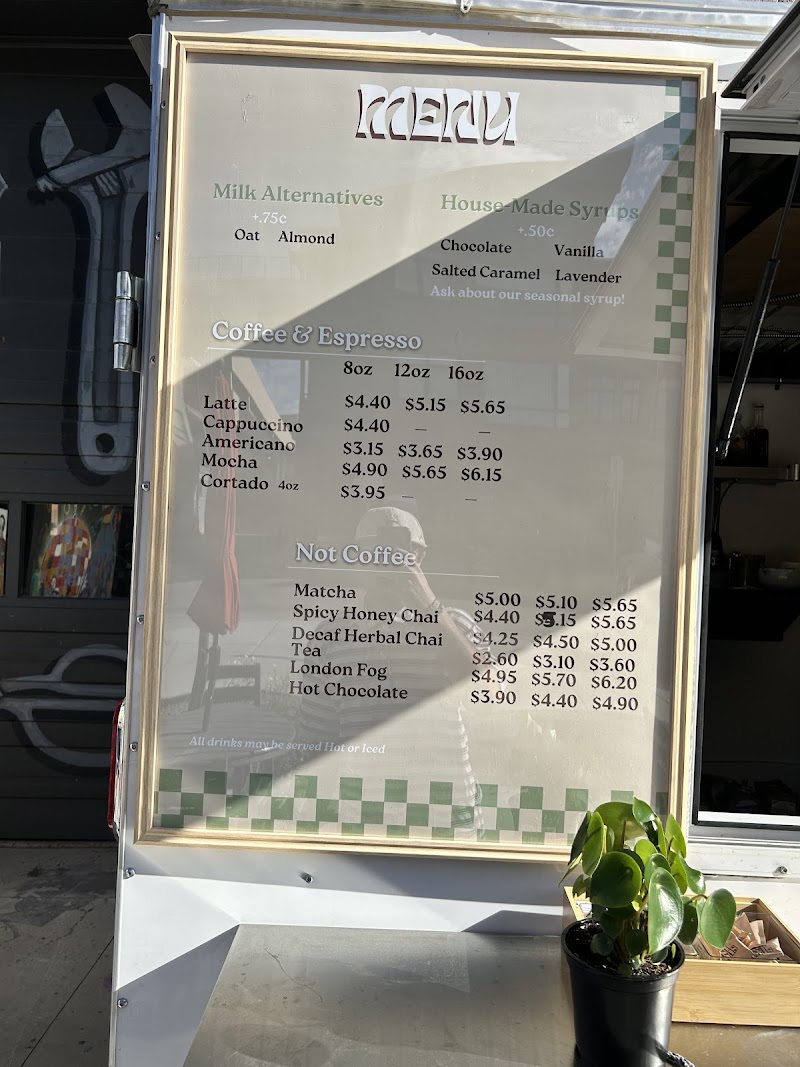 MENU
Milk Alternatives
+.75¢
Oat Almond
House-Made Syrups
+.50¢
Chocolate Vanilla
Salted Caramel Lavender
Ask about our seasonal syrup!
Coffee & Espresso
8oz 12oz 16oz
Latte $4.40 $5.15 $5.65
Cappuccino $4.40 — —
Americano $3.15 $3.65 $3.90
Mocha $4.90 $5.65 $6.15
Cortado 4oz $3.95 — —
Not Coffee
Matcha $5.00 $5.10 $5.65
Spicy Honey Chai $4.40 $5.15 $5.65
Decaf Herbal Chai $4.25 $4.50 $5.00
Tea $2.60 $3.10 $3.60
London Fog $4.95 $5.70 $6.20
Hot Chocolate $3.90 $4.40 $4.90
All drinks may be served Hot or Iced